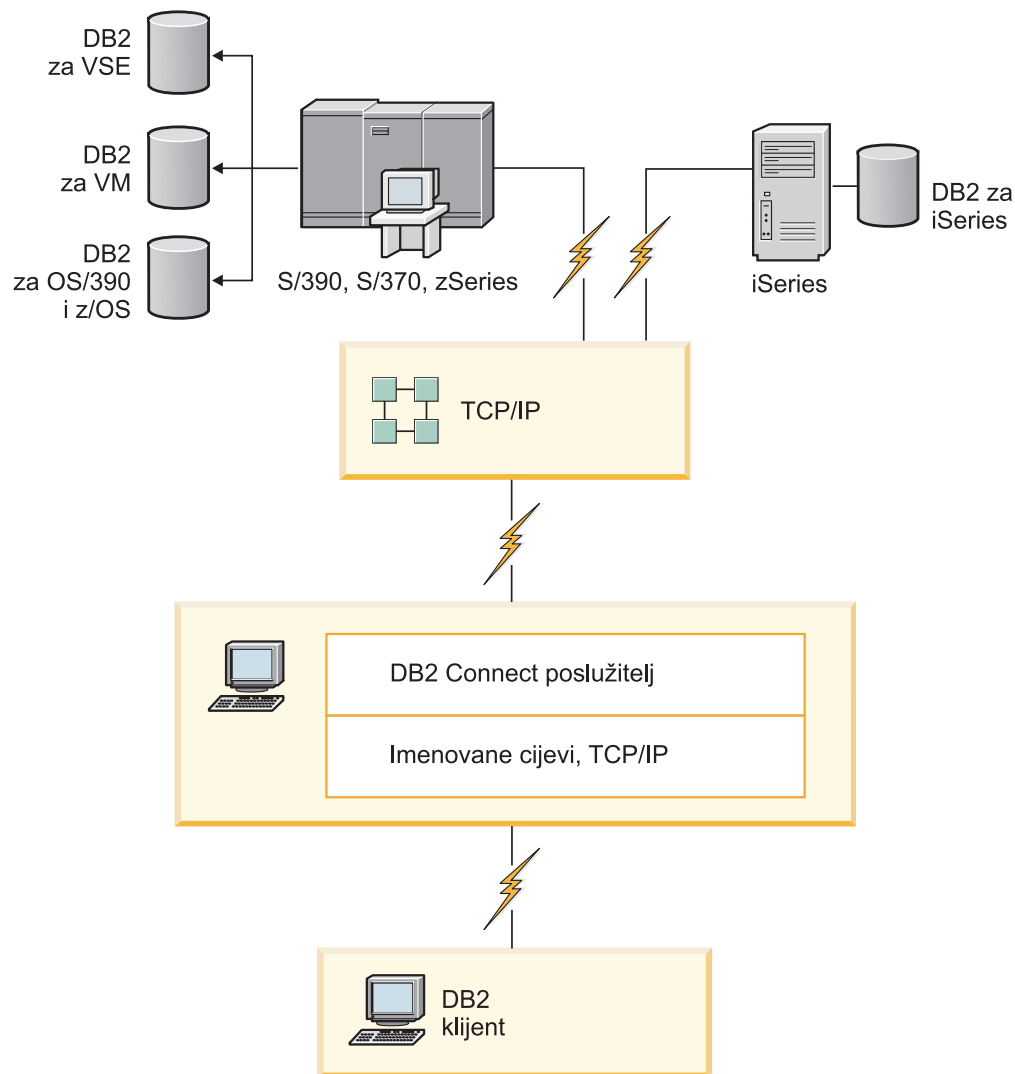 DB2
za VSE
DB2
za VM
DB2
za OS/390
i z/OS
S/390, S/370, zSeries
iSeries
DB2 za
iSeries
TCP/IP
DB2 Connect poslužitelj
Imenovane cijevi, TCP/IP
DB2
klijent